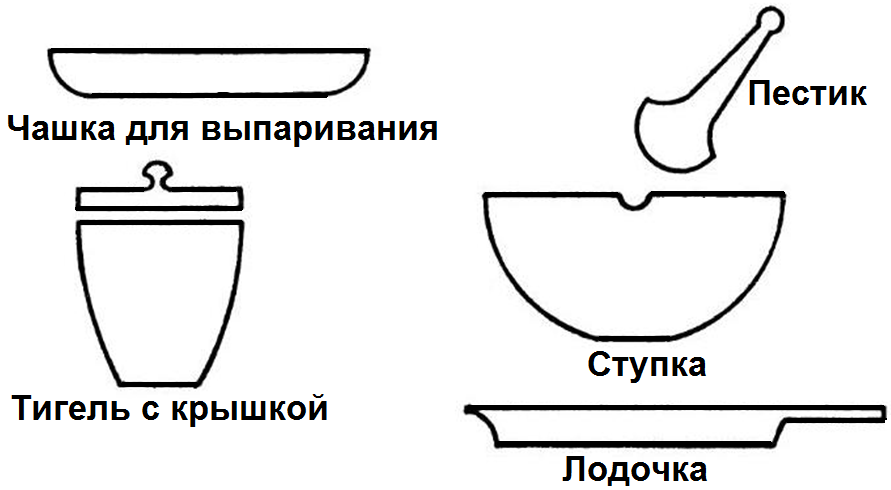 Чашка для выпаривания
Пестик
Тигель с крышкой
Ступка
Лодочка